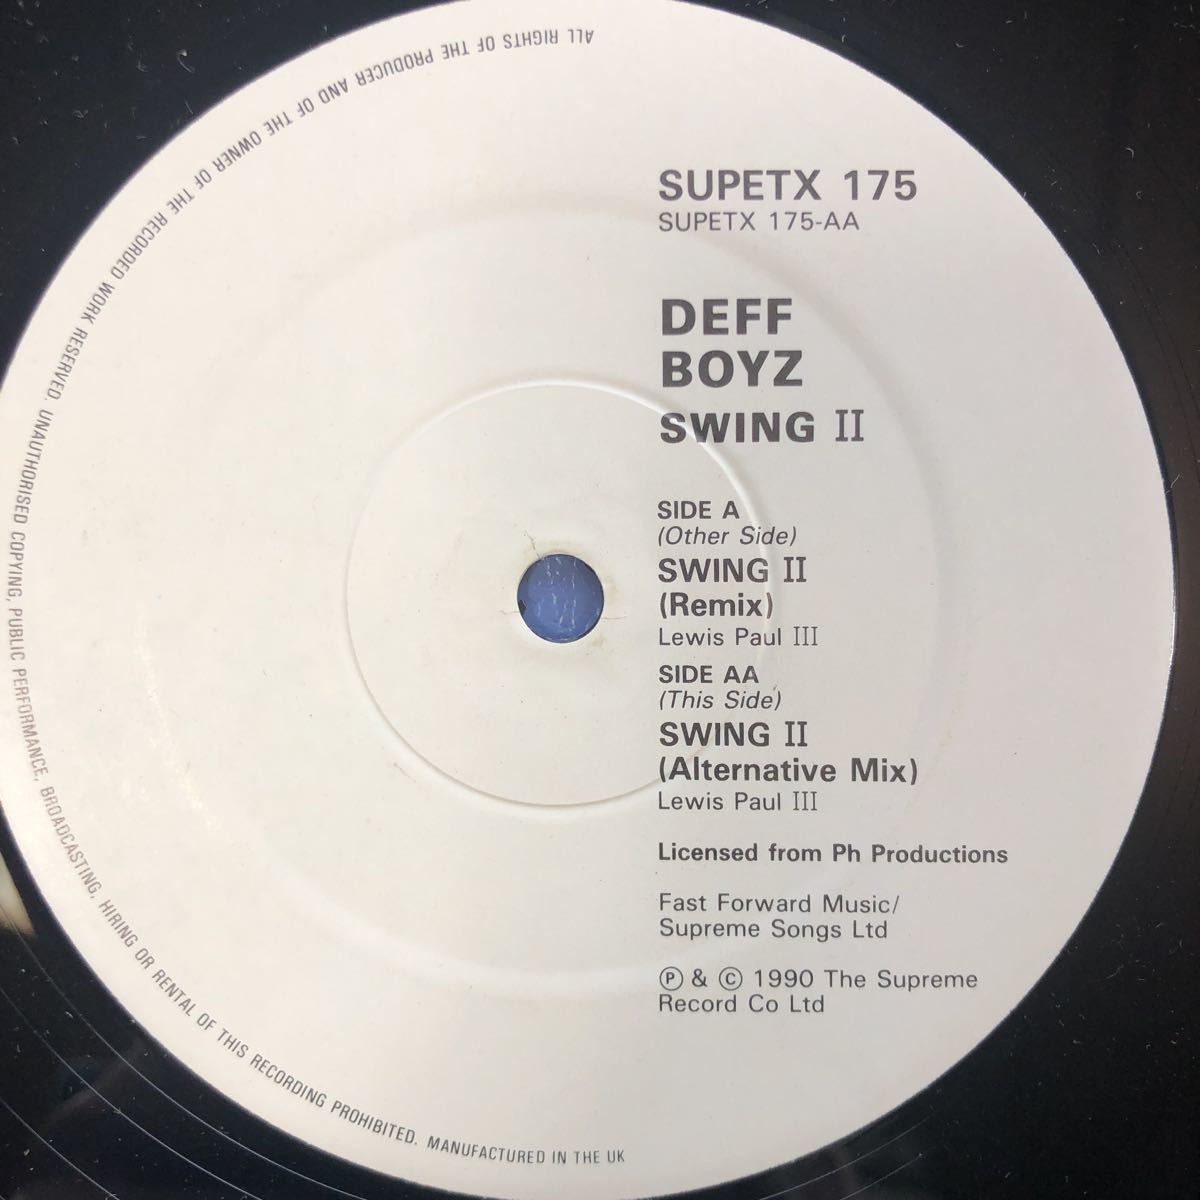 SUPETX 175
SUPETX 175-AA
DEFF
BOYZ
SWING II
SIDE A
(Other Side)
SWING II
(Remix)
Lewis Paul III
SIDE AA
(This Side)
SWING II
(Alternative Mix)
Lewis Paul III
Licensed from Ph Productions
Fast Forward Music/
Supreme Songs Ltd
Ⓟ & © 1990 The Supreme
Record Co Ltd
ALL RIGHTS OF THE PRODUCER AND OF THE OWNER OF THE RECORDED WORK RESERVED. UNAUTHORISED COPYING, PUBLIC PERFORMANCE, BROADCASTING, HIRING OR RENTAL OF THIS RECORDING PROHIBITED. MANUFACTURED IN THE UK